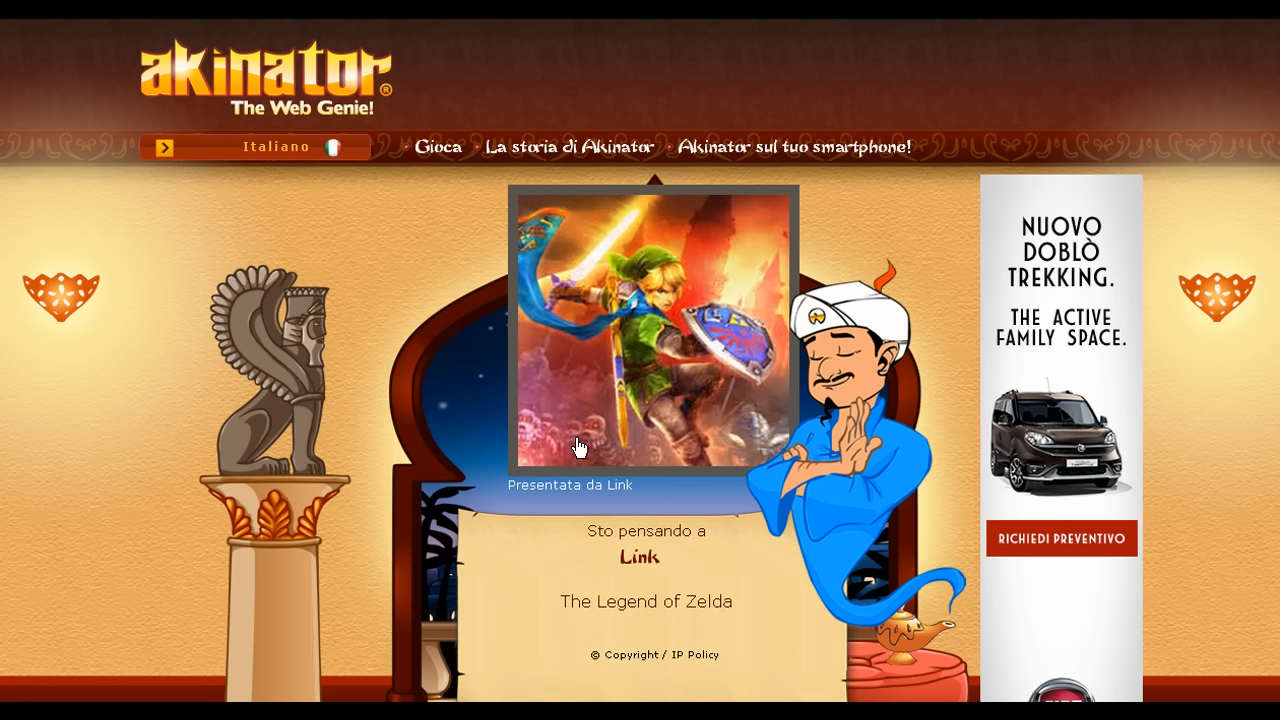 akinator®
The Web Genie!
Italiano
· Gioca · La storia di Akinator · Akinator sul tuo smartphone!
NUOVO
DOBLÒ
TREKKING.
THE ACTIVE
FAMILY SPACE.
RICHIEDI PREVENTIVO
Presentata da Link
Sto pensando a
Link
The Legend of Zelda
© Copyright / IP Policy